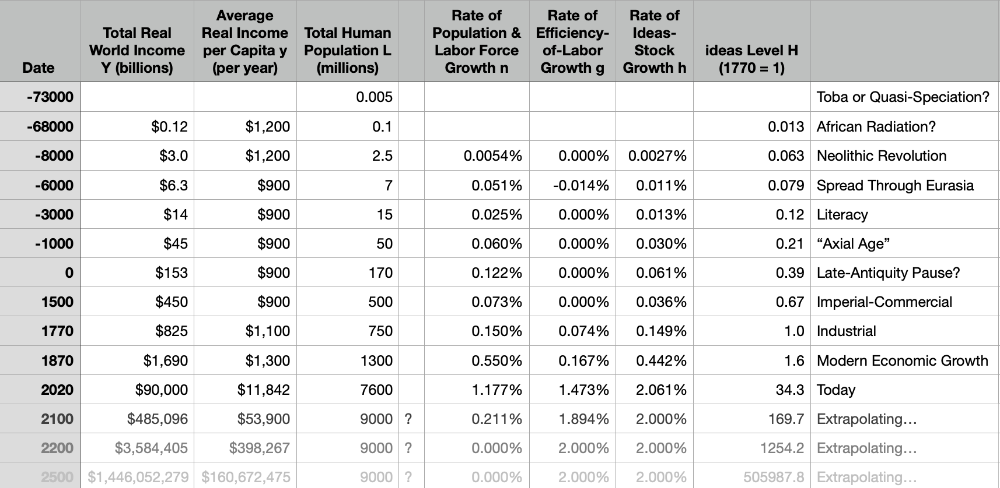 Date Total Real World Income Y (billions) Average Real Income per Capita y (per year) Total Human Population L (millions) Rate of Population & Labor Force Growth n Rate of Efficiency-of-Labor Growth g Rate of Ideas-Stock Growth h ideas Level H (1770 = 1)
-73000 0.005 Toba or Quasi-Speciation?
-68000 $0.12 $1,200 0.1 0.013 African Radiation?
-8000 $3.0 $1,200 2.5 0.0054% 0.000% 0.0027% 0.063 Neolithic Revolution
-6000 $6.3 $900 7 0.051% -0.014% 0.011% 0.079 Spread Through Eurasia
-3000 $14 $900 15 0.025% 0.000% 0.013% 0.12 Literacy
-1000 $45 $900 50 0.060% 0.000% 0.030% 0.21 “Axial Age”
0 $153 $900 170 0.122% 0.000% 0.061% 0.39 Late-Antiquity Pause?
1500 $450 $900 500 0.073% 0.000% 0.036% 0.67 Imperial-Commercial
1770 $825 $1,100 750 0.150% 0.074% 0.149% 1.0 Industrial
1870 $1,690 $1,300 1300 0.550% 0.167% 0.442% 1.6 Modern Economic Growth
2020 $90,000 $11,842 7600 1.177% 1.473% 2.061% 34.3 Today
2100 $485,096 $53,900 9000 ? 0.211% 1.894% 2.000% 169.7 Extrapolating…
2200 $3,584,405 $398,267 9000 ? 0.000% 2.000% 2.000% 1254.2 Extrapolating…
2500 $1,446,052,279 $160,672,475 9000 ? 0.000% 2.000% 2.000% 505987.8 Extrapolating…